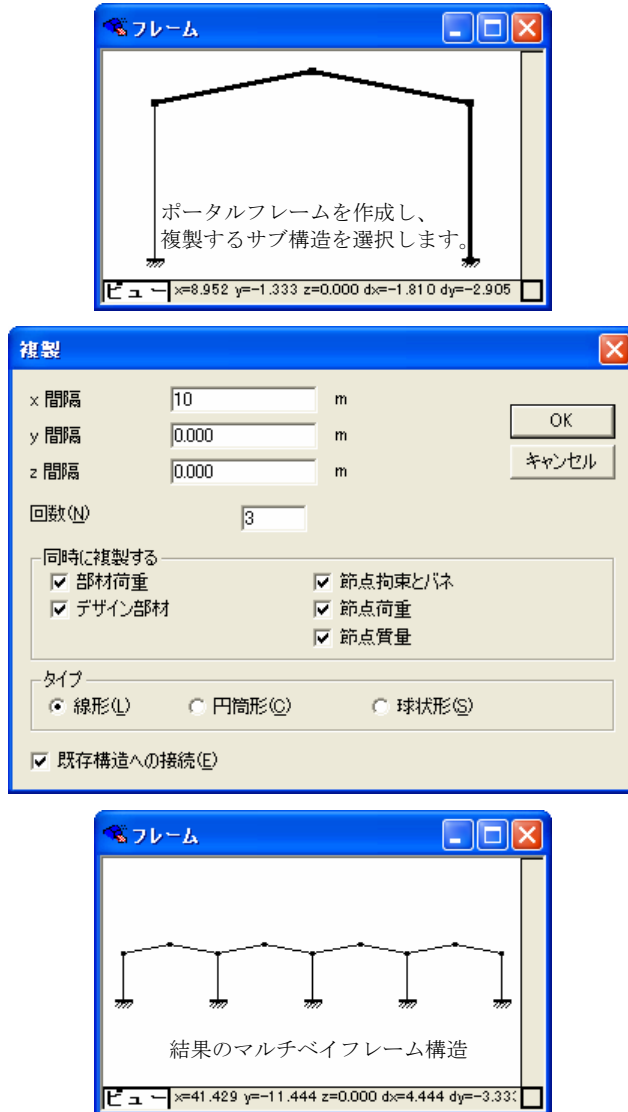 フレーム
ポータルフレームを作成し、
複製するサブ構造を選択します。
ビュー x=8.952 y=-1.333 z=0.000 dx=-1.810 dy=-2.905
複製
x 間隔 10 m
y 間隔 0.000 m
z 間隔 0.000 m
OK
キャンセル
回数(N) 3
同時に複製する
部材荷重 節点拘束とバネ
デザイン部材 節点荷重
節点質量
タイプ
線形(L) 円筒形(C) 球状形(S)
既存構造への接続(E)
フレーム
結果のマルチベイフレーム構造
ビュー x=41.429 y=-11.444 z=0.000 dx=4.444 dy=-3.33